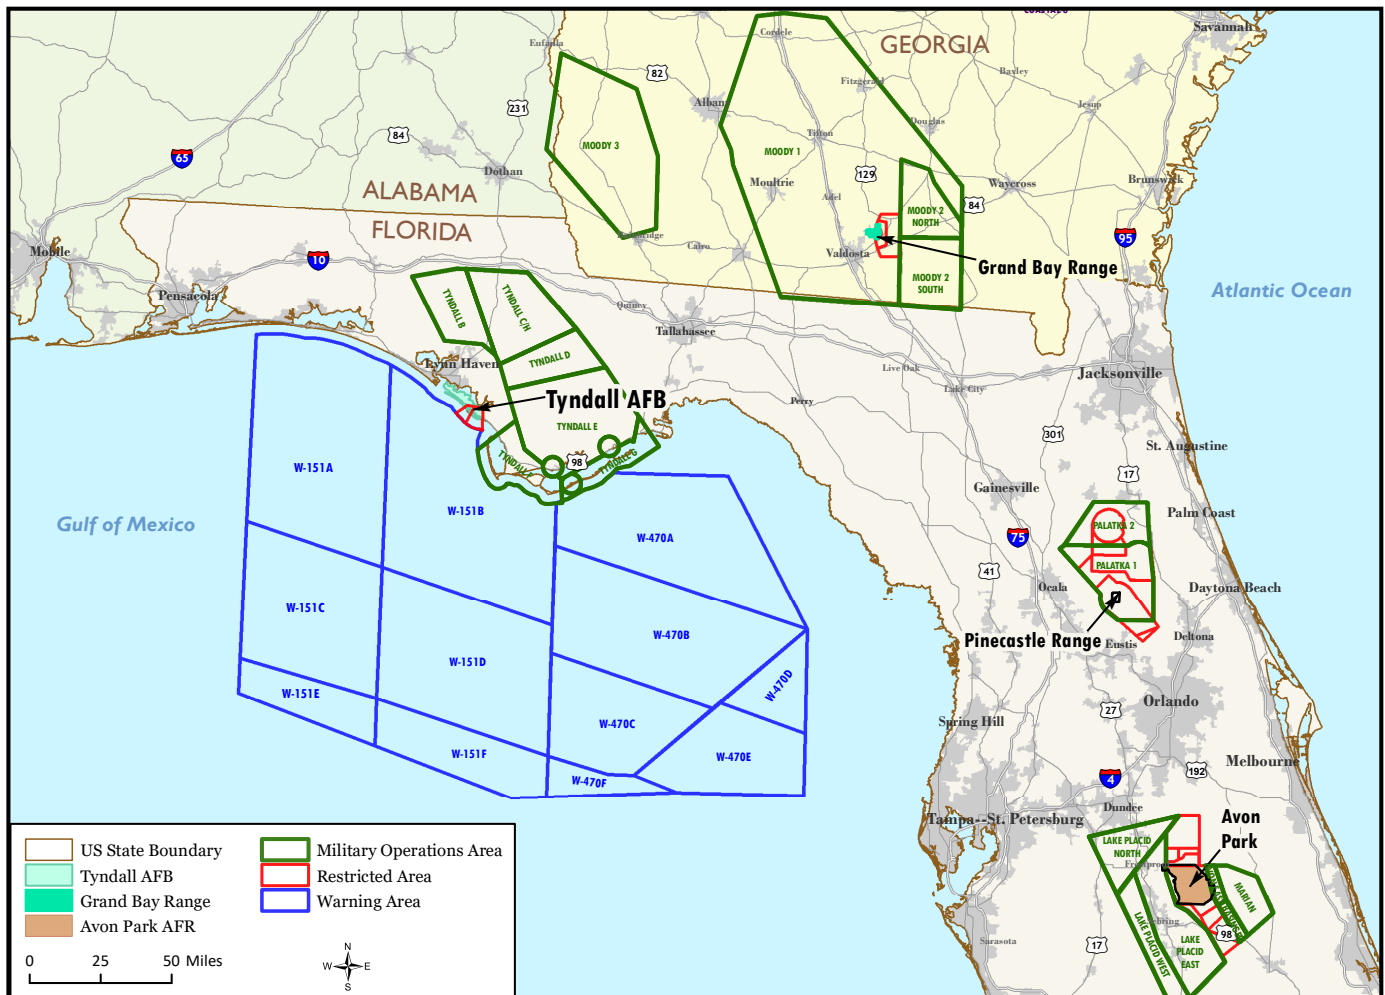 GEORGIA
Savannah
Cordele
Eufaula
82
Fitzgerald
Baxley
231
Alban
Jesup
84
Tifton
Douglas
MOODY 3
MOODY 1
65
Dothan
129
Moultrie
Waycross
Brunswick
ALABAMA
Adel
84
MOODY 2
NORTH
FLORIDA
95
Mobile
10
Cairo
Valdosta
Grand Bay Range
MOODY 2
SOUTH
Atlantic Ocean
Pensacola
TYNDALL B
TYNDALL C/H
Quincy
Tallahassee
Lynn Haven
TYNDALL D
Live Oak
Jacksonville
Lake City
Tyndall AFB
Perry
TYNDALL E
301
St. Augustine
W-151A
TYNDALL F
98
TYNDALL G
17
Gainesville
W-151B
Palm Coast
Gulf of Mexico
PALATKA 2
W-470A
75
PALATKA 1
41
Ocala
Daytona Beach
W-151C
W-470B
Pinecastle Range
Eustis
Deltona
W-151D
W-470D
W-151E
Orlando
27
W-470C
Spring Hill
W-151F
W-470E
Melbourne
192
W-470F
4
Dundee
Tampa--St. Petersburg
Avon
Park
LAKE PLACID
NORTH
MARIAN
98
LAKE PLACID WEST
LAKE
PLACID
EAST
Sarasota
17
US State Boundary
Tyndall AFB
Grand Bay Range
Avon Park AFR
Military Operations Area
Restricted Area
Warning Area
0 25 50 Miles
N
W E
S